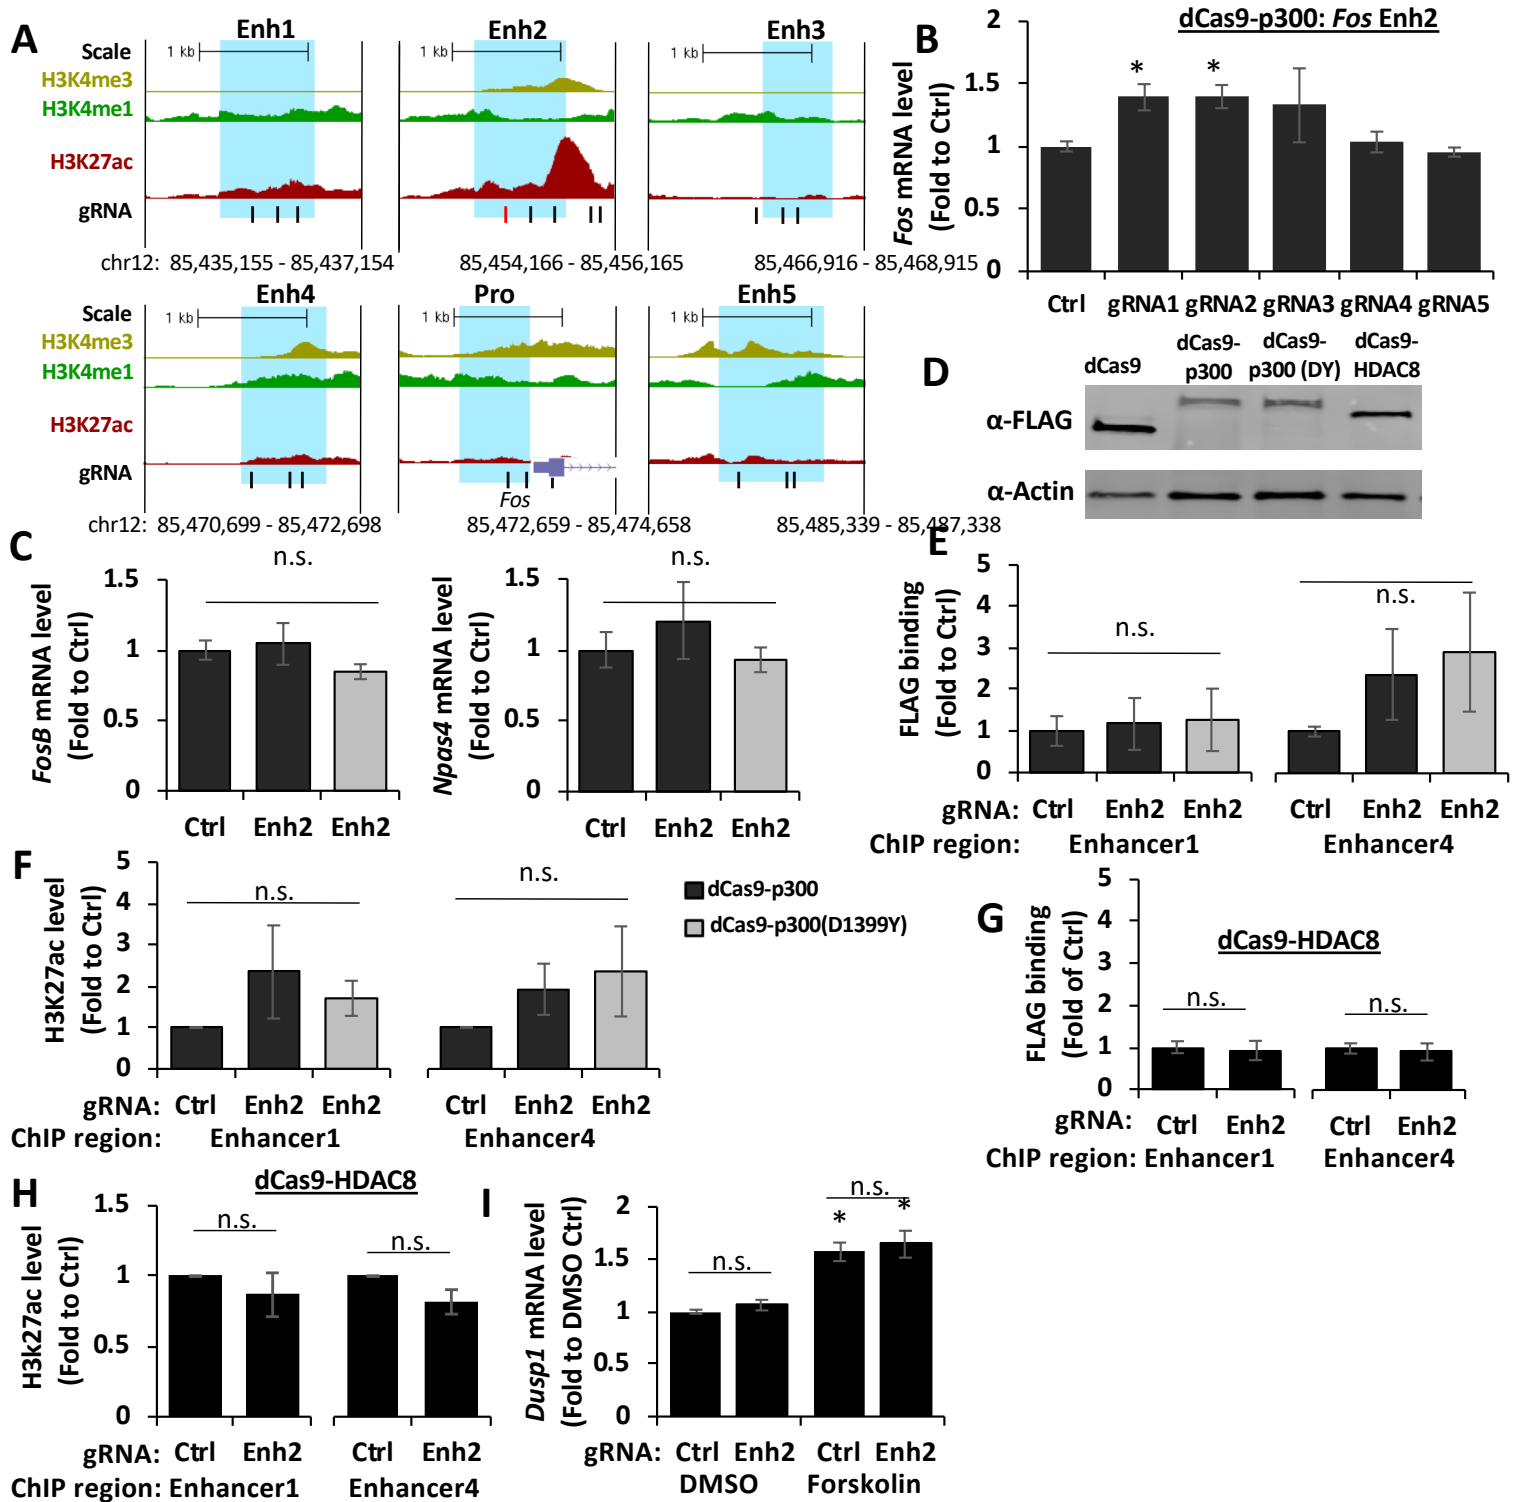 A
Enh1
Enh2
Enh3
Scale
1 kb
1 kb
1 kb
H3K4me3
H3K4me1
H3K27ac
gRNA
chr12: 85,435,155 - 85,437,154
85,454,166 - 85,456,165
85,466,916 - 85,468,915
Enh4
Pro
Enh5
Scale
1 kb
1 kb
1 kb
H3K4me3
H3K4me1
H3K27ac
gRNA
Fos
chr12: 85,470,699 - 85,472,698
85,472,659 - 85,474,658
85,485,339 - 85,487,338
B
dCas9-p300: Fos Enh2
Fos mRNA level
(Fold to Ctrl)
2
1.5
1
0.5
0
* *
Ctrl gRNA1 gRNA2 gRNA3 gRNA4 gRNA5
D
dCas9
dCas9-
p300
dCas9-
p300 (DY)
dCas9-
HDAC8
α-FLAG
α-Actin
C
n.s.
FosB mRNA level
(Fold to Ctrl)
1.5
1
0.5
0
Ctrl Enh2 Enh2
n.s.
Npas4 mRNA level
(Fold to Ctrl)
1.5
1
0.5
0
Ctrl Enh2 Enh2
E
FLAG binding
(Fold to Ctrl)
5
4
3
2
1
0
n.s.
n.s.
gRNA: Ctrl Enh2 Enh2 Ctrl Enh2 Enh2
ChIP region: Enhancer1 Enhancer4
F
H3K27ac level
(Fold to Ctrl)
5
4
3
2
1
0
n.s.
n.s.
gRNA: Ctrl Enh2 Enh2 Ctrl Enh2 Enh2
ChIP region: Enhancer1 Enhancer4
dCas9-p300
dCas9-p300(D1399Y)
G
dCas9-HDAC8
FLAG binding
(Fold of Ctrl)
5
4
3
2
1
0
n.s.
n.s.
gRNA: Ctrl Enh2 Ctrl Enh2
ChIP region: Enhancer1 Enhancer4
H
dCas9-HDAC8
H3k27ac level
(Fold to Ctrl)
1.5
1
0.5
0
n.s.
n.s.
gRNA: Ctrl Enh2 Ctrl Enh2
ChIP region: Enhancer1 Enhancer4
I
Dusp1 mRNA level
(Fold to DMSO Ctrl)
2
1.5
1
0.5
0
n.s.
n.s.
* *
gRNA: Ctrl Enh2 Ctrl Enh2
DMSO Forskolin